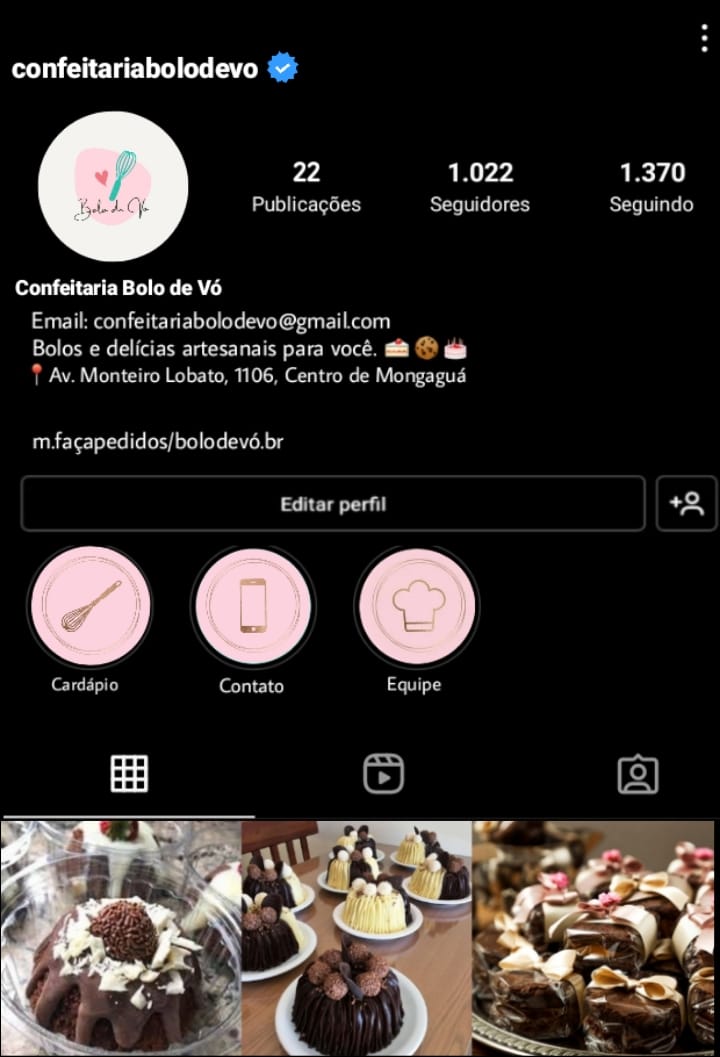 confeitariabolodevo
22
Publicações
1.022
Seguidores
1.370
Seguindo
Bolo de Vó
Confeitaria Bolo de Vó
Email: confeitariabolodevo@gmail.com
Bolos e delícias artesanais para você. 🍰🍪🎂
📍Av. Monteiro Lobato, 1106, Centro de Mongaguá
m.façapedidos/bolodevó.br
Editar perfil
Cardápio
Contato
Equipe